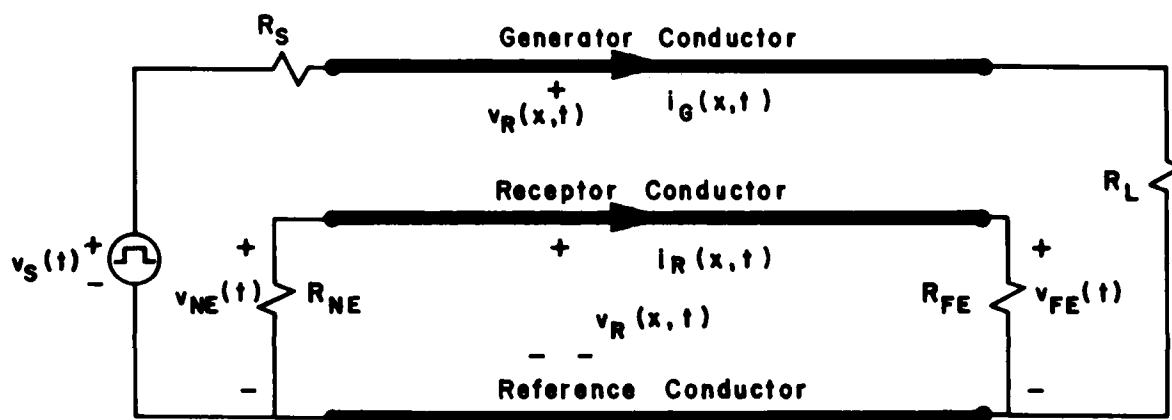 R_S
Generator Conductor
+
v_R(x,t)
i_G(x,t)
Receptor Conductor
R_L
v_S(t)
+
-
+
v_NE(t)
R_NE
-
+
i_R(x,t)
v_R(x,t)
- -
R_FE
+
v_FE(t)
-
Reference Conductor